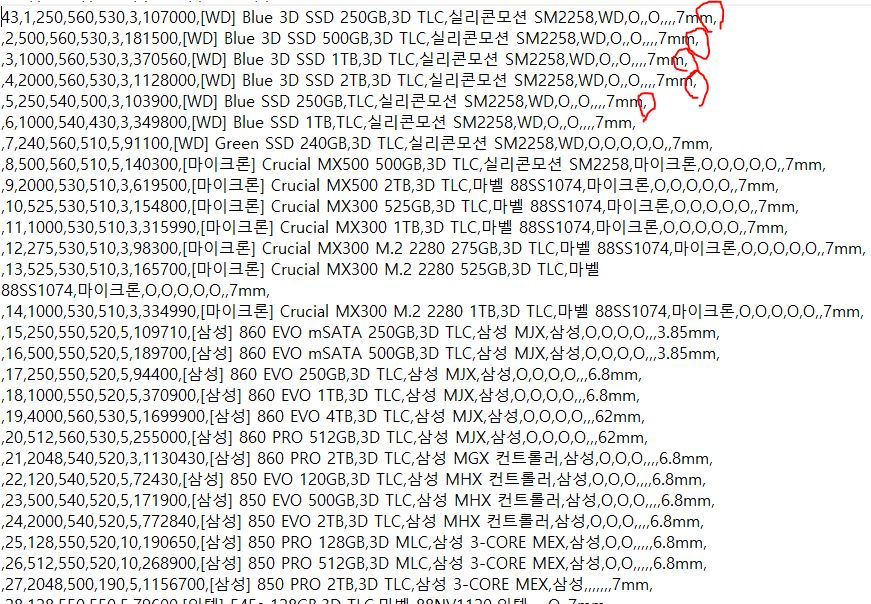 43,1,250,560,530,3,107000,[WD] Blue 3D SSD 250GB,3D TLC,실리콘모션 SM2258,WD,O,,O,,,,7mm,
,2,500,560,530,3,181500,[WD] Blue 3D SSD 500GB,3D TLC,실리콘모션 SM2258,WD,O,,O,,,,7mm,
,3,1000,560,530,3,370560,[WD] Blue 3D SSD 1TB,3D TLC,실리콘모션 SM2258,WD,O,,O,,,,7mm,
,4,2000,560,530,3,1128000,[WD] Blue 3D SSD 2TB,3D TLC,실리콘모션 SM2258,WD,O,,O,,,,7mm,
,5,250,540,500,3,103900,[WD] Blue SSD 250GB,TLC,실리콘모션 SM2258,WD,O,,O,,,,7mm,
,6,1000,540,430,3,349800,[WD] Blue SSD 1TB,TLC,실리콘모션 SM2258,WD,O,,O,,,,7mm,
,7,240,560,510,5,91100,[WD] Green SSD 240GB,3D TLC,실리콘모션 SM2258,WD,O,O,O,O,O,,7mm,
,8,500,560,510,5,140300,[마이크론] Crucial MX500 500GB,3D TLC,실리콘모션 SM2258,마이크론,O,O,O,O,O,,7mm,
,9,2000,530,510,3,619500,[마이크론] Crucial MX500 2TB,3D TLC,마벨 88SS1074,마이크론,O,O,O,O,O,,7mm,
,10,525,530,510,3,154800,[마이크론] Crucial MX300 525GB,3D TLC,마벨 88SS1074,마이크론,O,O,O,O,O,,7mm,
,11,1000,530,510,3,315990,[마이크론] Crucial MX300 1TB,3D TLC,마벨 88SS1074,마이크론,O,O,O,O,O,,7mm,
,12,275,530,510,3,98300,[마이크론] Crucial MX300 M.2 2280 275GB,3D TLC,마벨 88SS1074,마이크론,O,O,O,O,O,,7mm,
,13,525,530,510,3,165700,[마이크론] Crucial MX300 M.2 2280 525GB,3D TLC,마벨
88SS1074,마이크론,O,O,O,O,O,,7mm,
,14,1000,530,510,3,334990,[마이크론] Crucial MX300 M.2 2280 1TB,3D TLC,마벨 88SS1074,마이크론,O,O,O,O,O,,7mm,
,15,250,550,520,5,109710,[삼성] 860 EVO mSATA 250GB,3D TLC,삼성 MJX,삼성,O,O,O,O,,,3.85mm,
,16,500,550,520,5,189700,[삼성] 860 EVO mSATA 500GB,3D TLC,삼성 MJX,삼성,O,O,O,O,,,3.85mm,
,17,250,550,520,5,94400,[삼성] 860 EVO 250GB,3D TLC,삼성 MJX,삼성,O,O,O,O,,,6.8mm,
,18,1000,550,520,5,370900,[삼성] 860 EVO 1TB,3D TLC,삼성 MJX,삼성,O,O,O,O,,,6.8mm,
,19,4000,560,530,5,1699900,[삼성] 860 EVO 4TB,3D TLC,삼성 MJX,삼성,O,O,O,O,,,62mm,
,20,512,560,530,5,255000,[삼성] 860 PRO 512GB,3D TLC,삼성 MJX,삼성,O,O,O,O,,,62mm,
,21,2048,540,520,3,1130430,[삼성] 860 PRO 2TB,3D TLC,삼성 MGX 컨트롤러,삼성,O,O,O,,,,6.8mm,
,22,120,540,520,5,72430,[삼성] 850 EVO 120GB,3D TLC,삼성 MHX 컨트롤러,삼성,O,O,O,,,,6.8mm,
,23,500,540,520,5,171900,[삼성] 850 EVO 500GB,3D TLC,삼성 MHX 컨트롤러,삼성,O,O,O,,,,6.8mm,
,24,2000,540,520,5,772840,[삼성] 850 EVO 2TB,3D TLC,삼성 MHX 컨트롤러,삼성,O,O,O,,,,6.8mm,
,25,128,550,520,10,190650,[삼성] 850 PRO 128GB,3D MLC,삼성 3-CORE MEX,삼성,O,O,,,,,6.8mm,
,26,512,550,520,10,268900,[삼성] 850 PRO 512GB,3D MLC,삼성 3-CORE MEX,삼성,O,O,,,,,6.8mm,
,27,2048,500,190,5,1156700,[삼성] 850 PRO 2TB,3D TLC,삼성 3-CORE MEX,삼성,,,,,,,7mm,